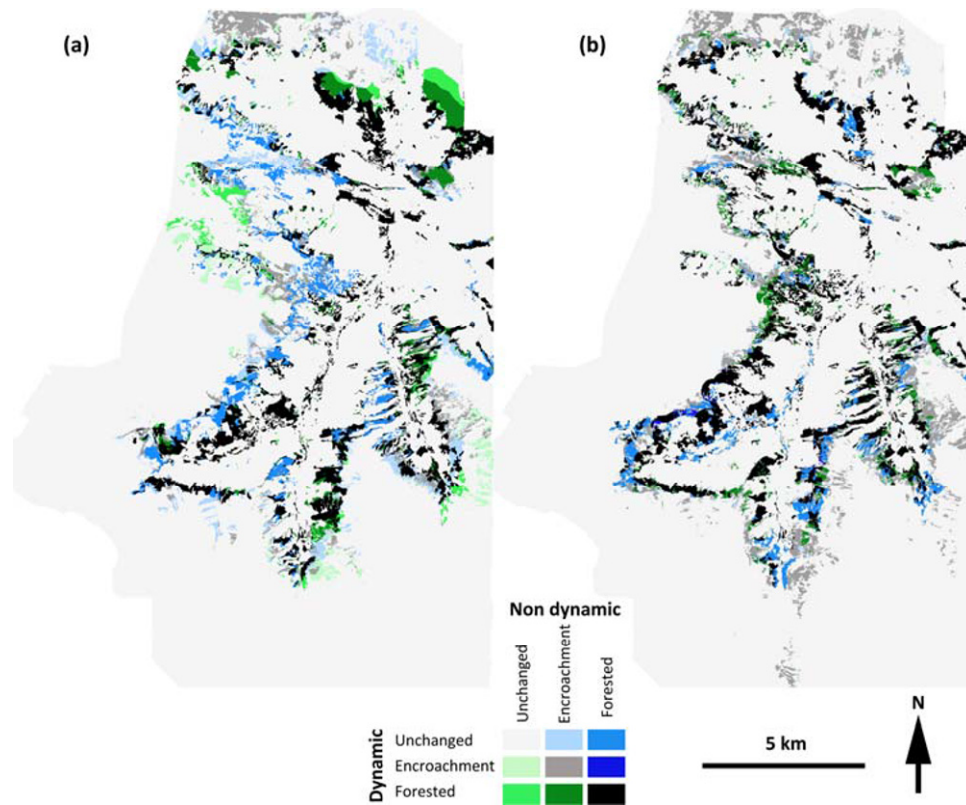 (a)
(b)
Non dynamic
Unchanged
Encroachment
Forested
Dynamic
Unchanged
Encroachment
Forested
5 km
N